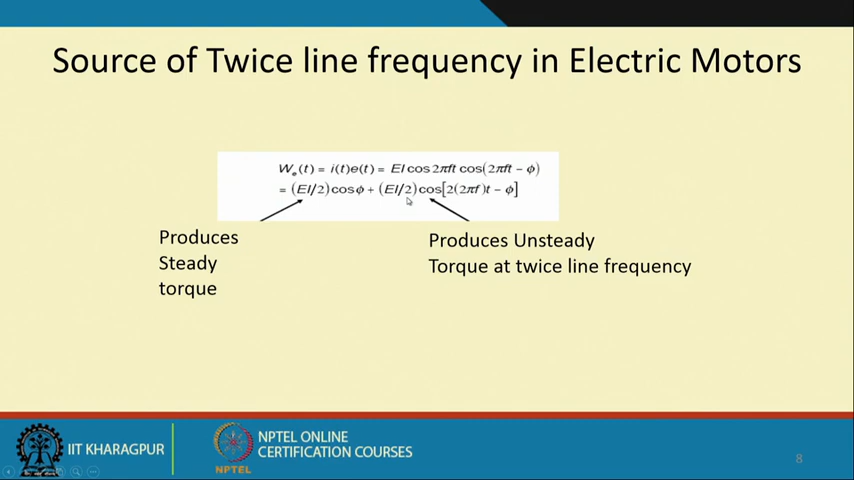 Source of Twice line frequency in Electric Motors
Wₑ(t) = i(t)e(t) = EI cos 2πft cos(2πft − ϕ)
= (EI/2) cos ϕ + (EI/2) cos[2(2πf)t − ϕ]
Produces
Steady
torque
Produces Unsteady
Torque at twice line frequency
IIT KHARAGPUR
NPTEL
NPTEL ONLINE
CERTIFICATION COURSES
8